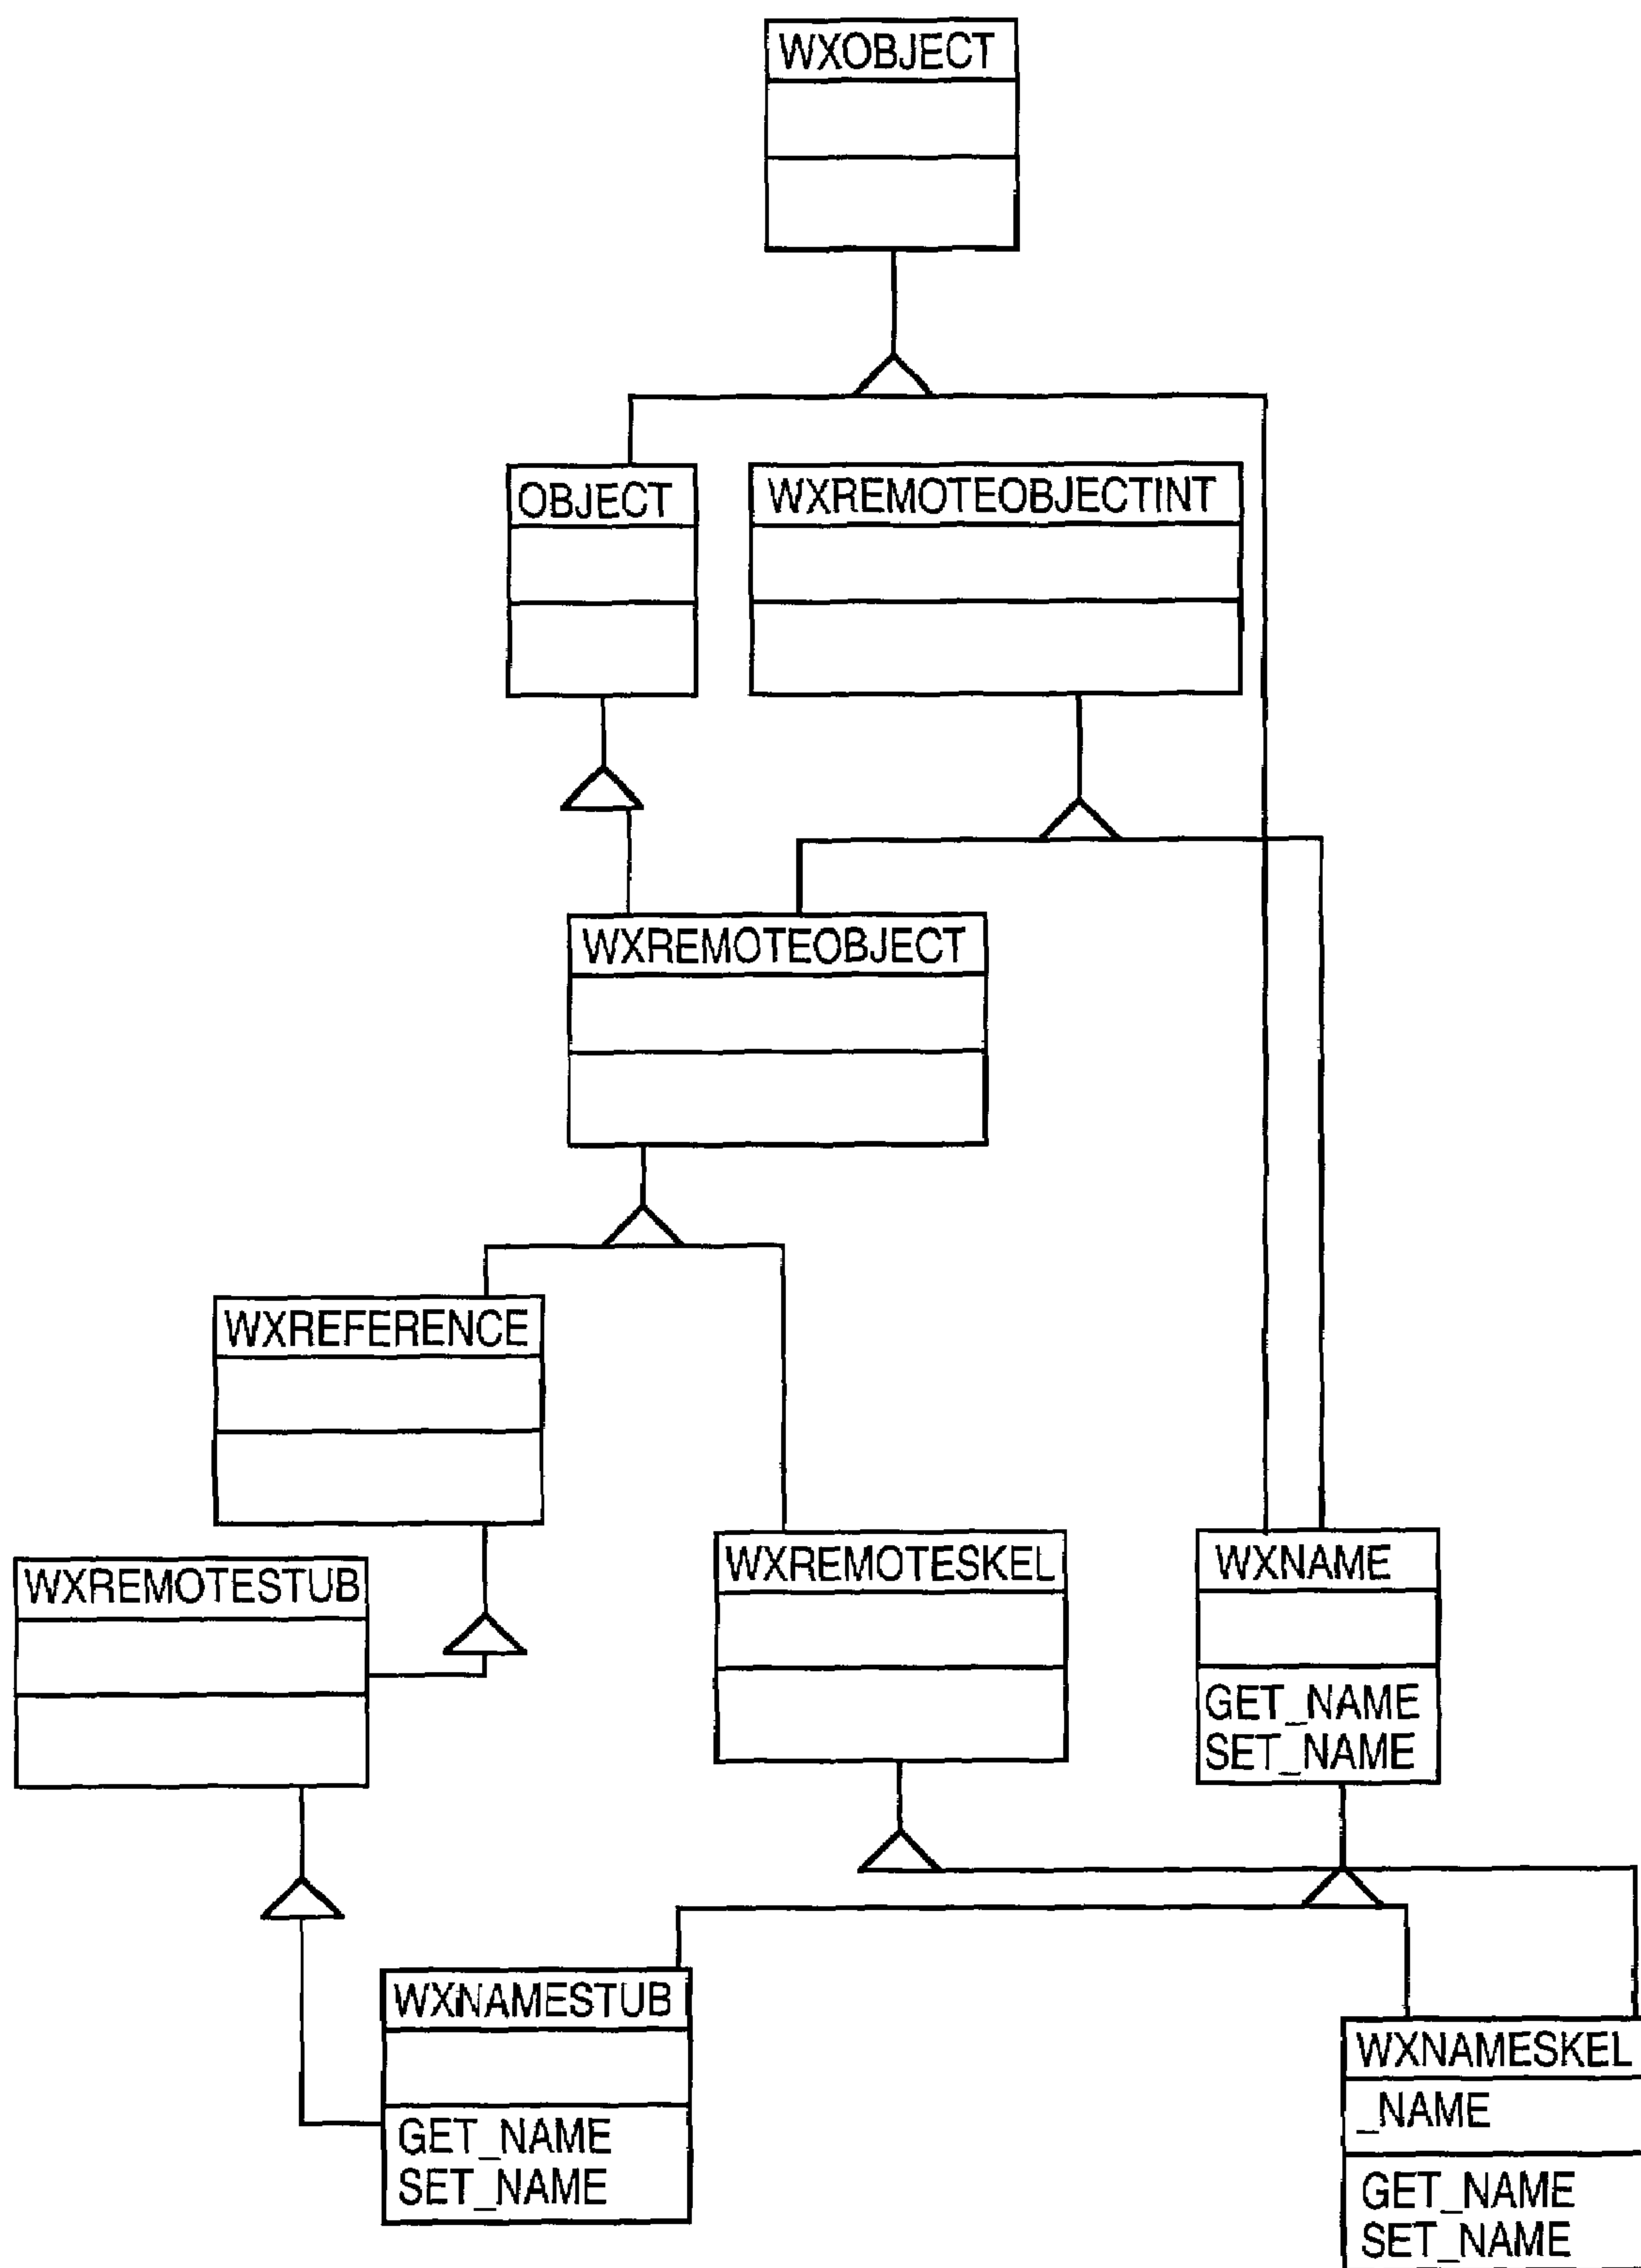 WXOBJECT
OBJECT
WXREMOTEOBJECTINT
WXREMOTEOBJECT
WXREFERENCE
WXREMOTESTUB
WXREMOTESKEL
WXNAME
GET_NAME
SET_NAME
WXNAMESTUB
GET_NAME
SET_NAME
WXNAMESKEL
_NAME
GET_NAME
SET_NAME